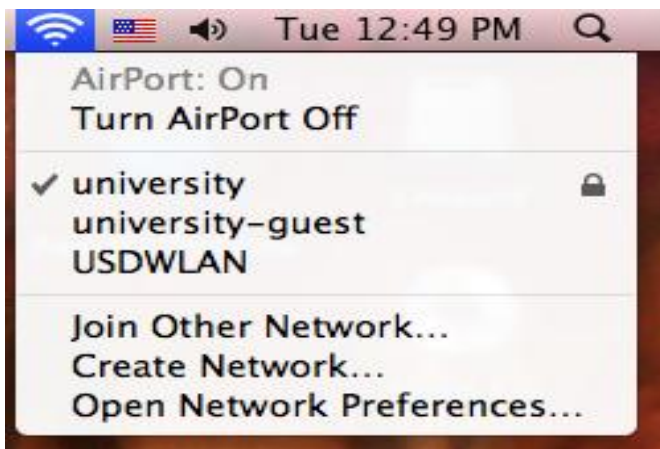 Tue 12:49 PM
AirPort: On
Turn AirPort Off
university
university-guest
USDWLAN
Join Other Network...
Create Network...
Open Network Preferences...